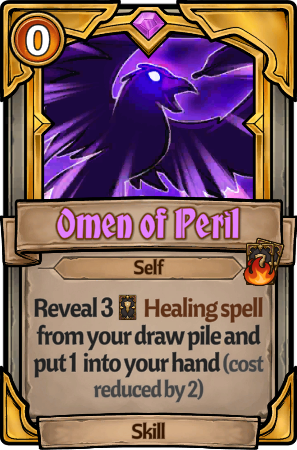 0
Omen of Peril
Self
Reveal 3 Healing spell
from your draw pile and
put 1 into your hand (cost
reduced by 2)
Skill